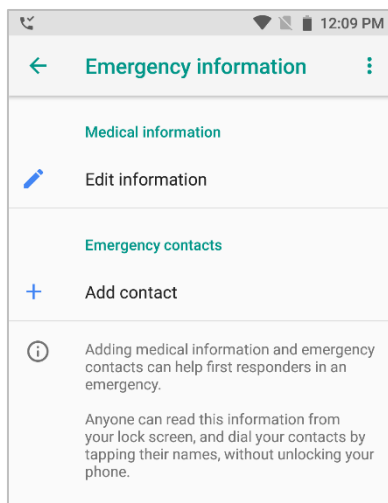 12:09 PM
Emergency information
Medical information
Edit information
Emergency contacts
Add contact
Adding medical information and emergency
contacts can help first responders in an
emergency.
Anyone can read this information from
your lock screen, and dial your contacts by
tapping their names, without unlocking your
phone.